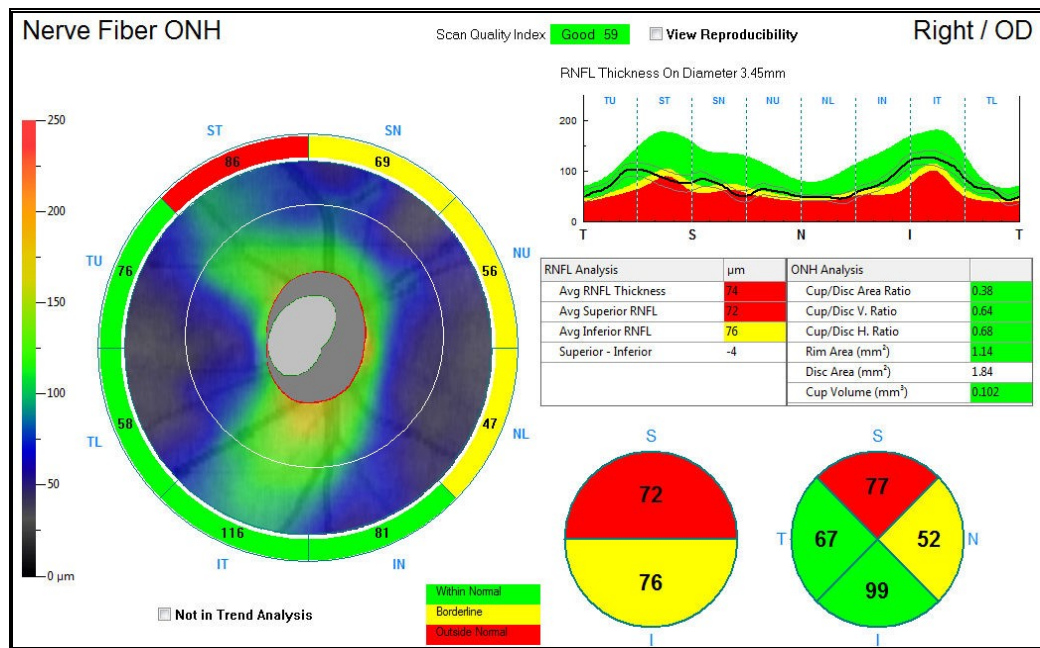 Nerve Fiber ONH
Scan Quality Index Good 59 View Reproducibility
Right / OD
RNFL Thickness On Diameter 3.45mm
TU ST SN NU NL IN IT TL
200
100
0
T S N I T
250
200
150
100
50
0 µm
ST
SN
86
69
TU
76
56
NU
TL
58
47
NL
116
81
IT
IN
RNFL Analysis µm
Avg RNFL Thickness 74
Avg Superior RNFL 72
Avg Inferior RNFL 76
Superior - Inferior -4
ONH Analysis
Cup/Disc Area Ratio 0.38
Cup/Disc V. Ratio 0.64
Cup/Disc H. Ratio 0.68
Rim Area (mm²) 1.14
Disc Area (mm²) 1.84
Cup Volume (mm³) 0.102
S
72
76
I
S
77
T 67 52 N
99
I
Not in Trend Analysis
Within Normal
Borderline
Outside Normal